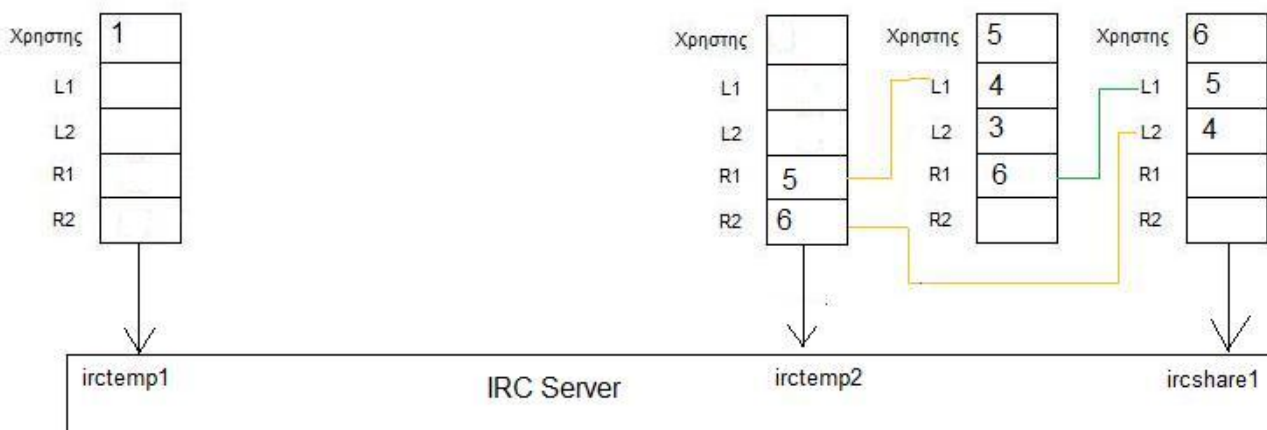 Χρηστης 1
L1
L2
R1
R2
Χρηστης
L1
L2
R1 5
R2 6
Χρηστης 5
L1 4
L2 3
R1 6
R2
Χρηστης 6
L1 5
L2 4
R1
R2
irctemp1
IRC Server
irctemp2
ircshare1